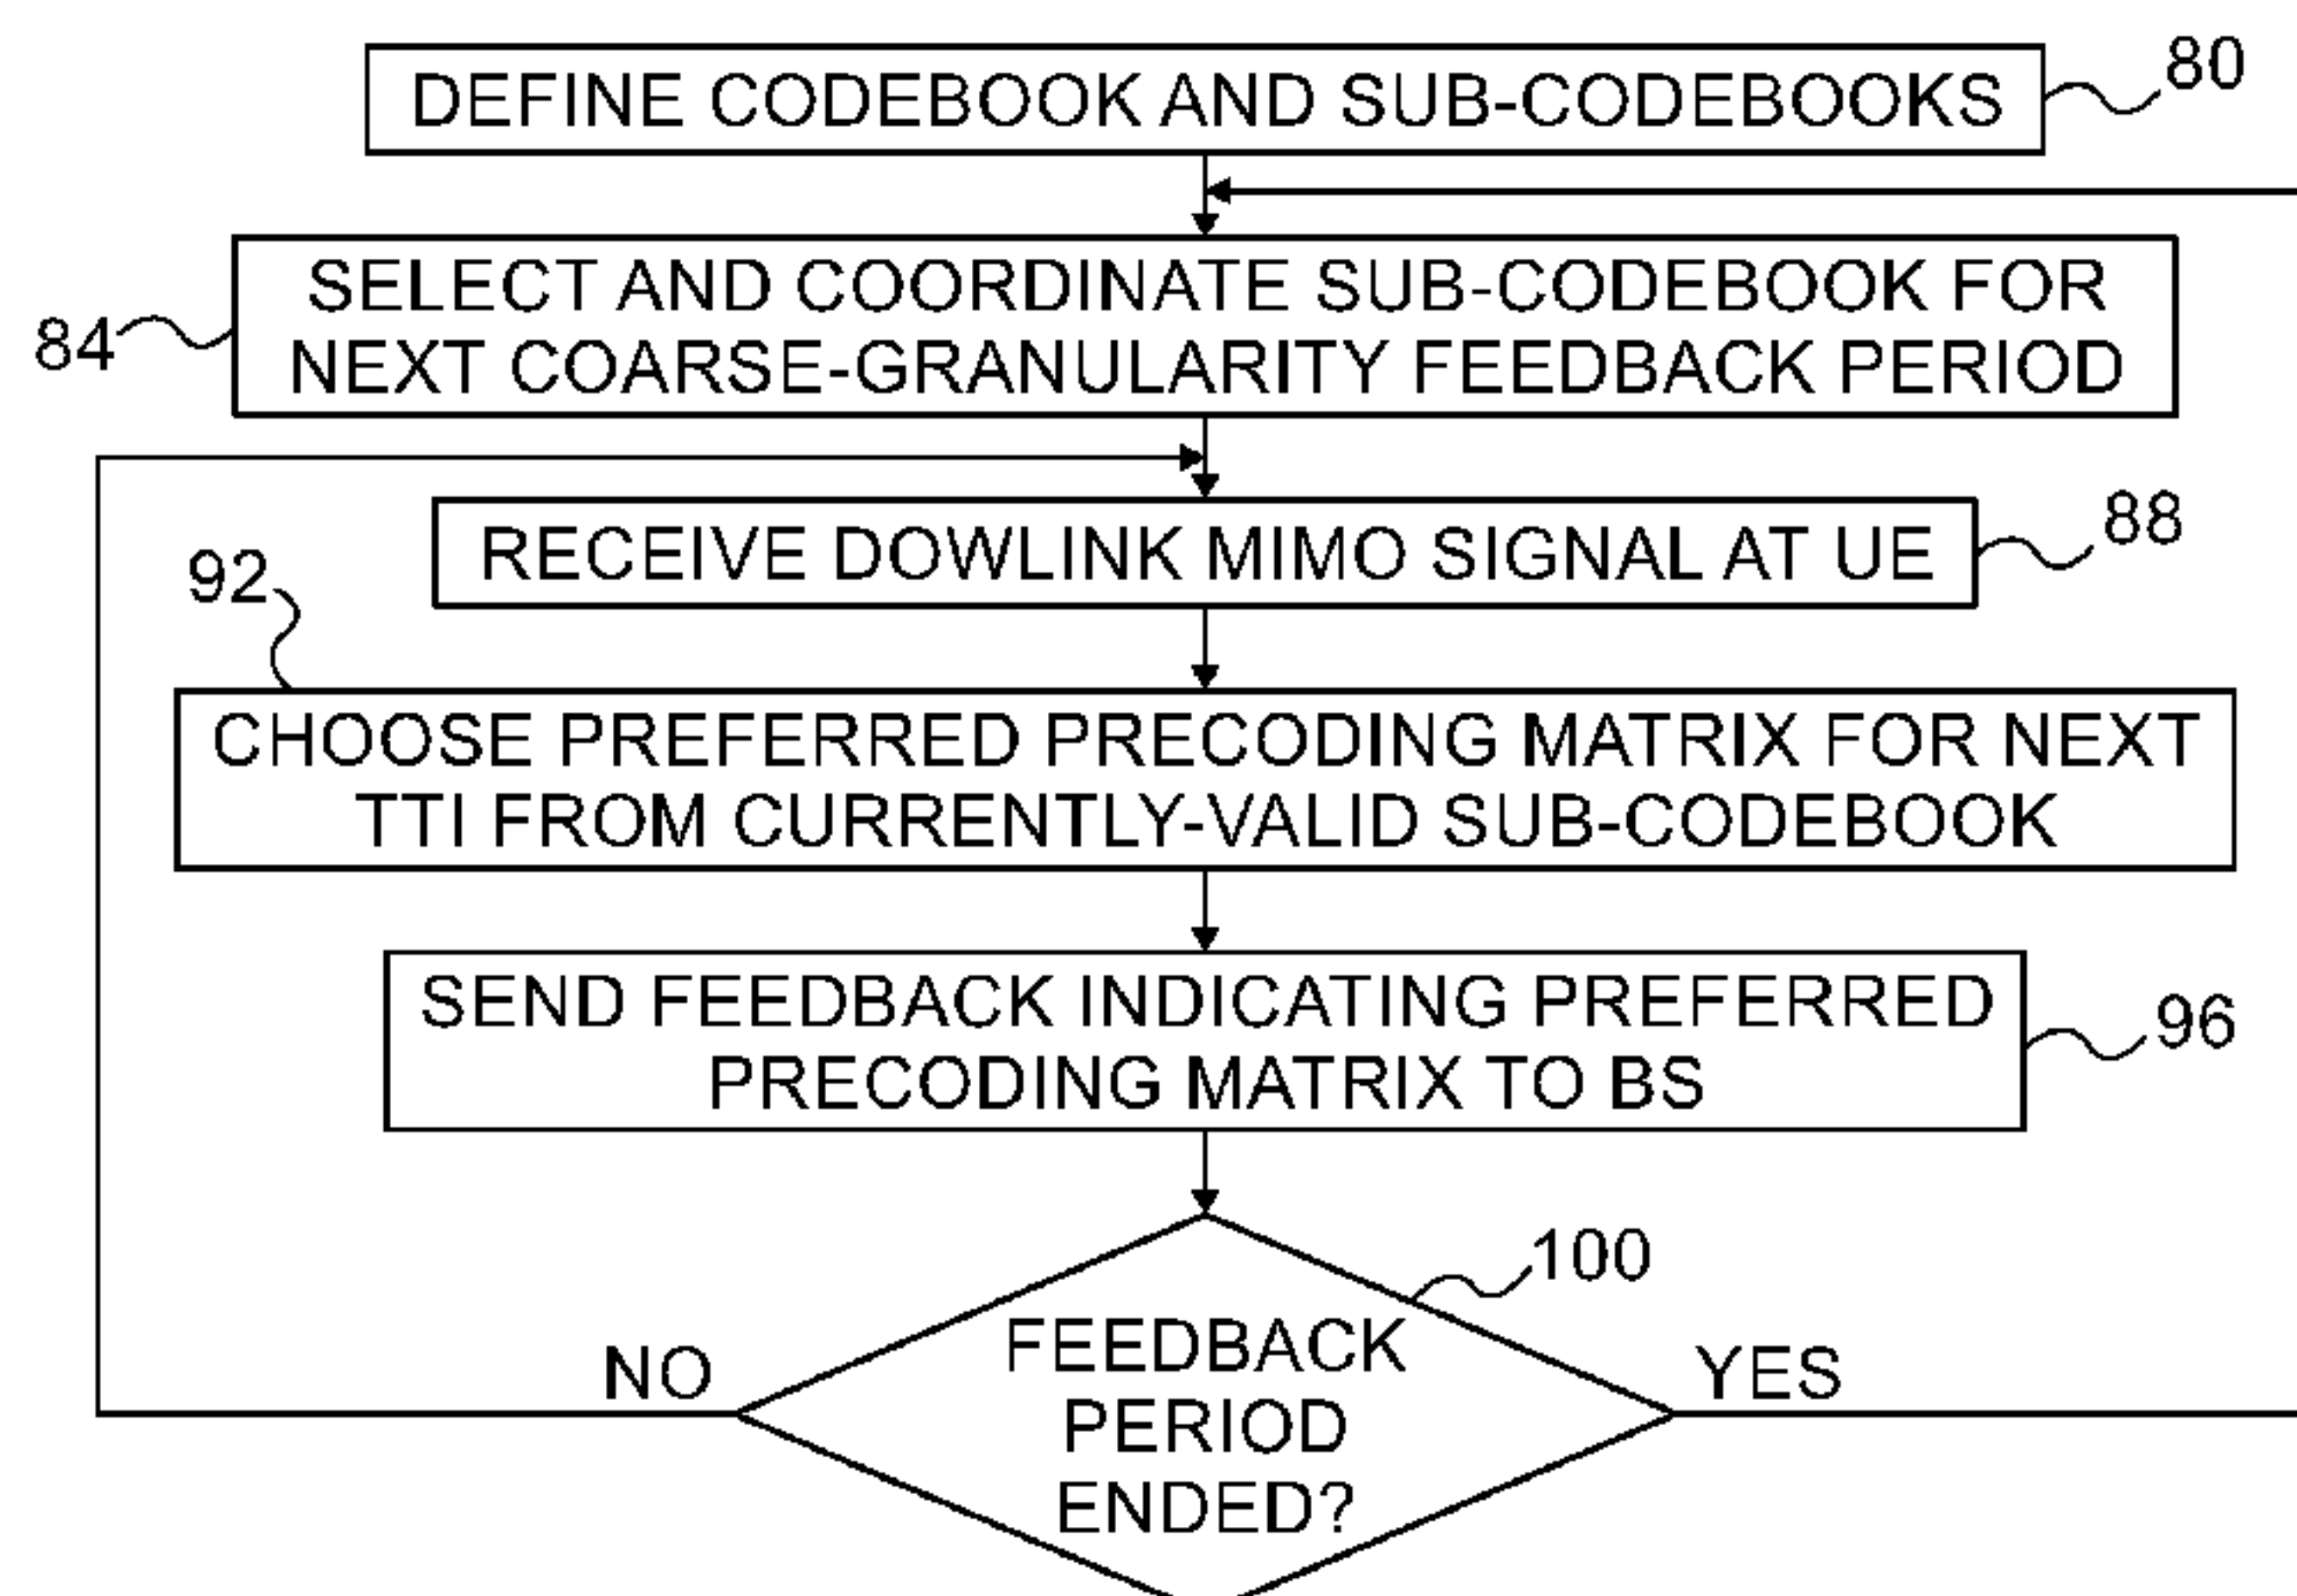 DEFINE CODEBOOK AND SUB-CODEBOOKS
80
SELECT AND COORDINATE SUB-CODEBOOK FOR
NEXT COARSE-GRANULARITY FEEDBACK PERIOD
84
RECEIVE DOWLINK MIMO SIGNAL AT UE
88
92
CHOOSE PREFERRED PRECODING MATRIX FOR NEXT
TTI FROM CURRENTLY-VALID SUB-CODEBOOK
SEND FEEDBACK INDICATING PREFERRED
PRECODING MATRIX TO BS
96
100
FEEDBACK
PERIOD
ENDED?
NO
YES